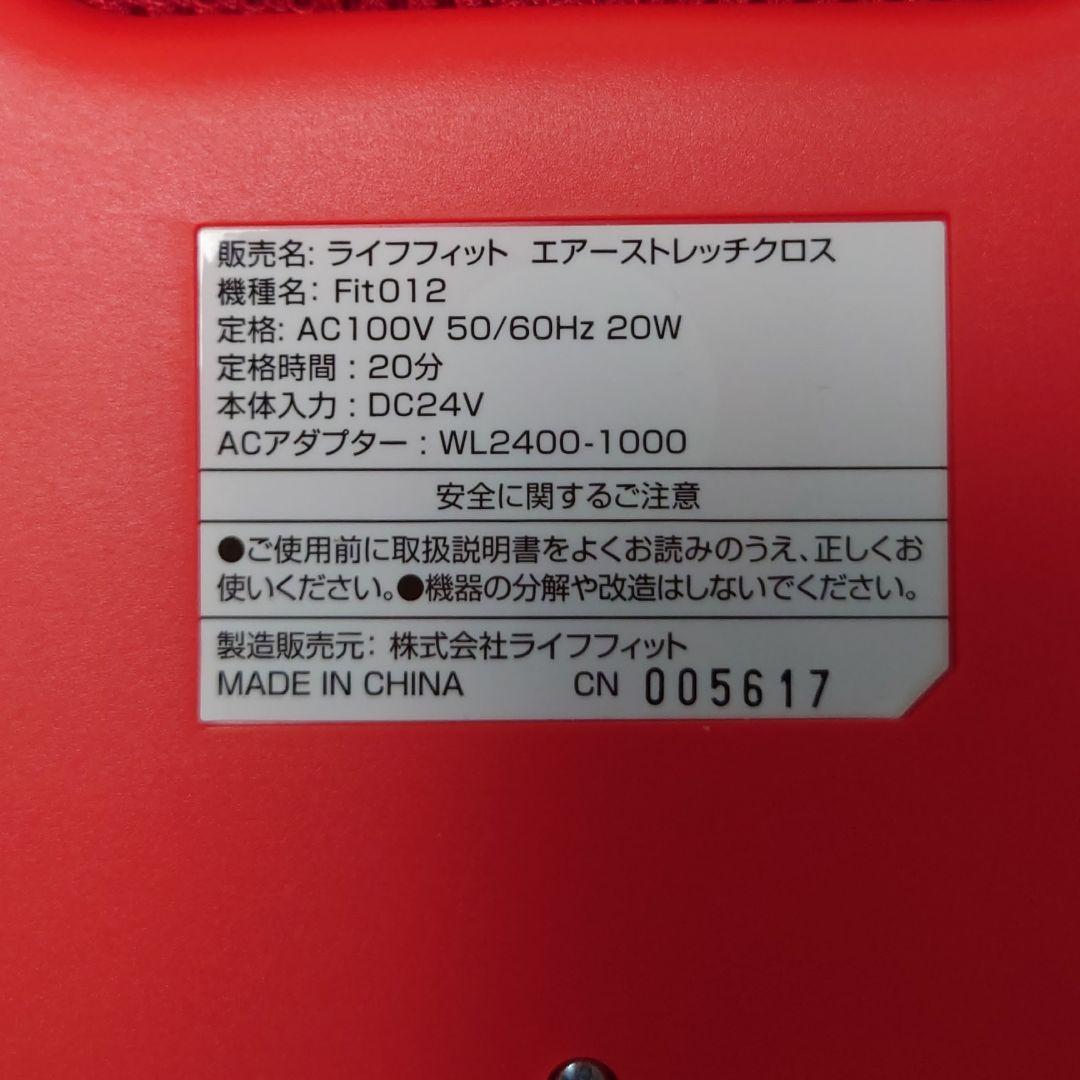 販売名: ライフフィット エアーストレッチクロス
機種名: Fit012
定格: AC100V 50/60Hz 20W
定格時間 : 20分
本体入力 : DC24V
ACアダプター : WL2400-1000
安全に関するご注意
●ご使用前に取扱説明書をよくお読みのうえ、正しくお
使いください。●機器の分解や改造はしないでください。
製造販売元: 株式会社ライフフィット
MADE IN CHINA CN 005617